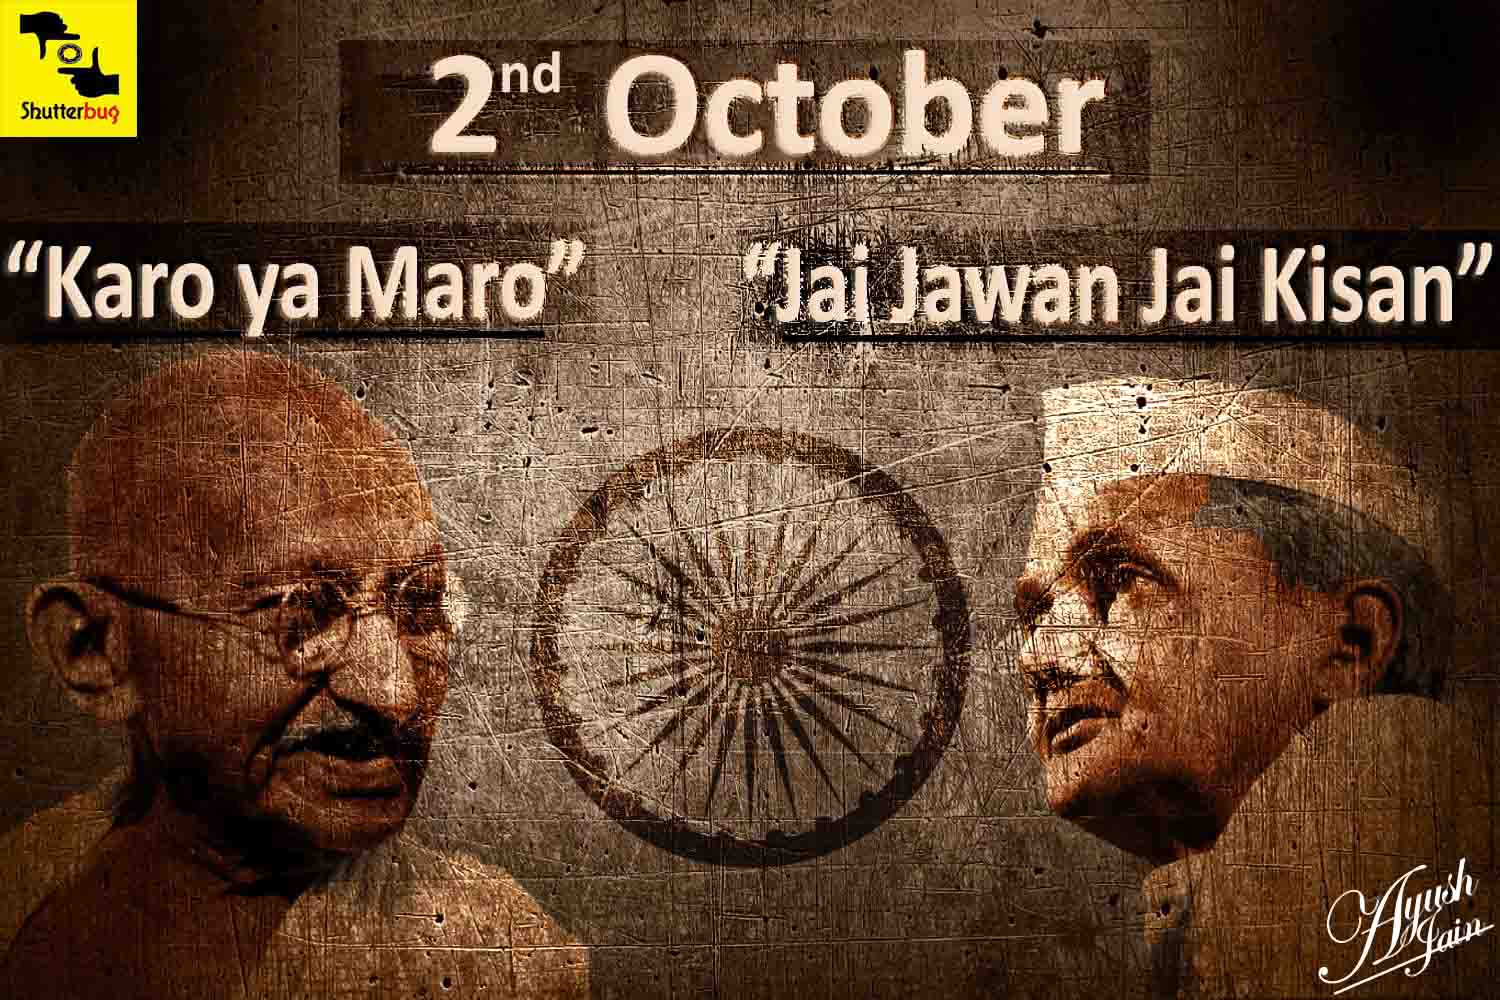 Shutterbug
2nd October
“Karo ya Maro”
“Jai Jawan Jai Kisan”
Ayush
Jain